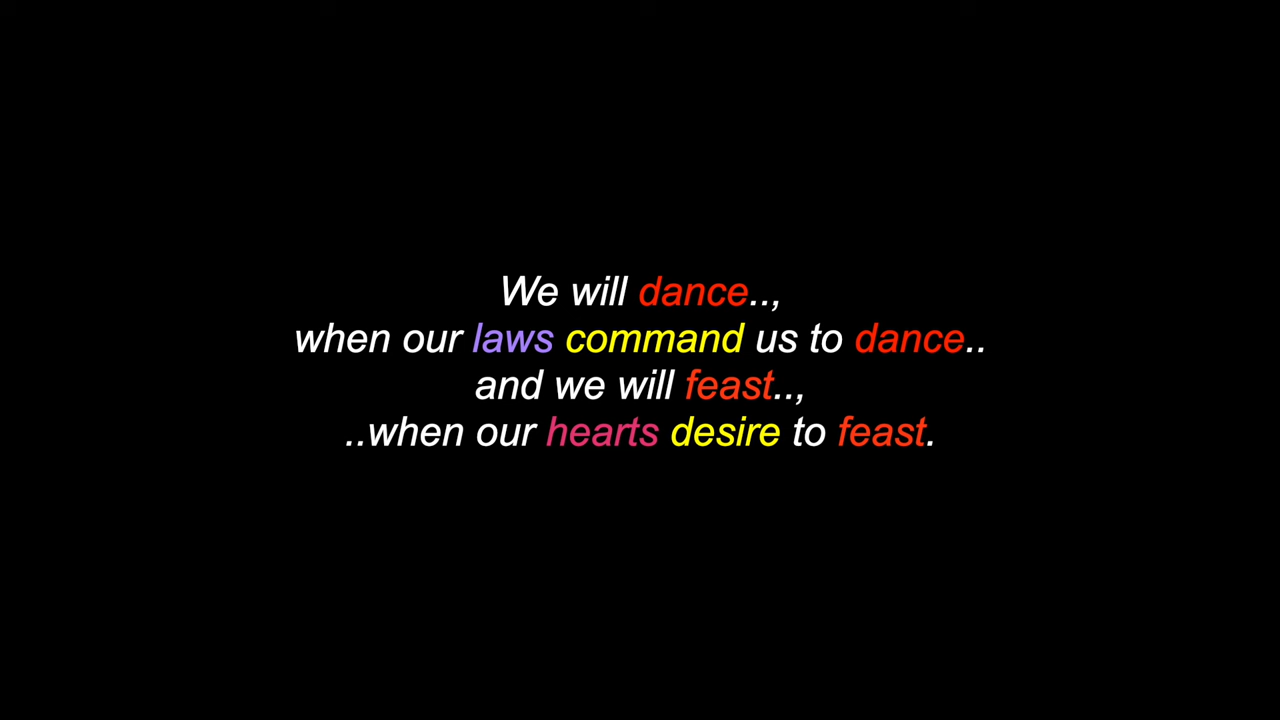 We will dance..,
when our laws command us to dance..
and we will feast..,
..when our hearts desire to feast.